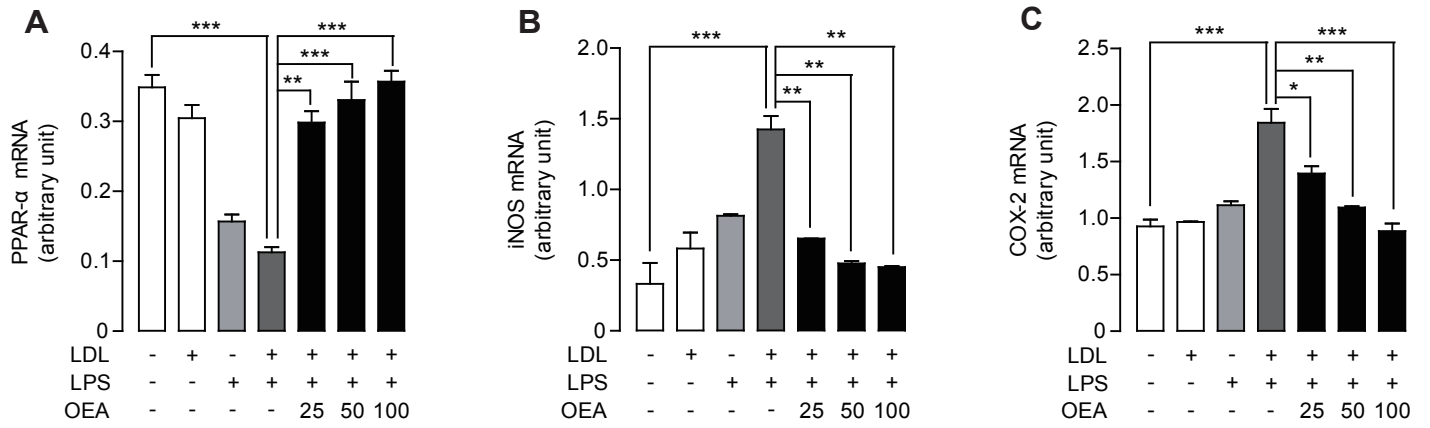 A
PPAR-α mRNA
(arbitrary unit)
0.4
0.3
0.2
0.1
0
***
***
***
**
LDL - + - + + + +
LPS - - + + + + +
OEA - - - - 25 50 100
B
iNOS mRNA
(arbitrary unit)
2.0
1.5
1.0
0.5
0
***
**
**
**
LDL - + - + + + +
LPS - - + + + + +
OEA - - - - 25 50 100
C
COX-2 mRNA
(arbitrary unit)
2.5
2.0
1.5
1.0
0.5
0
***
***
**
*
LDL - + - + + + +
LPS - - + + + + +
OEA - - - - 25 50 100